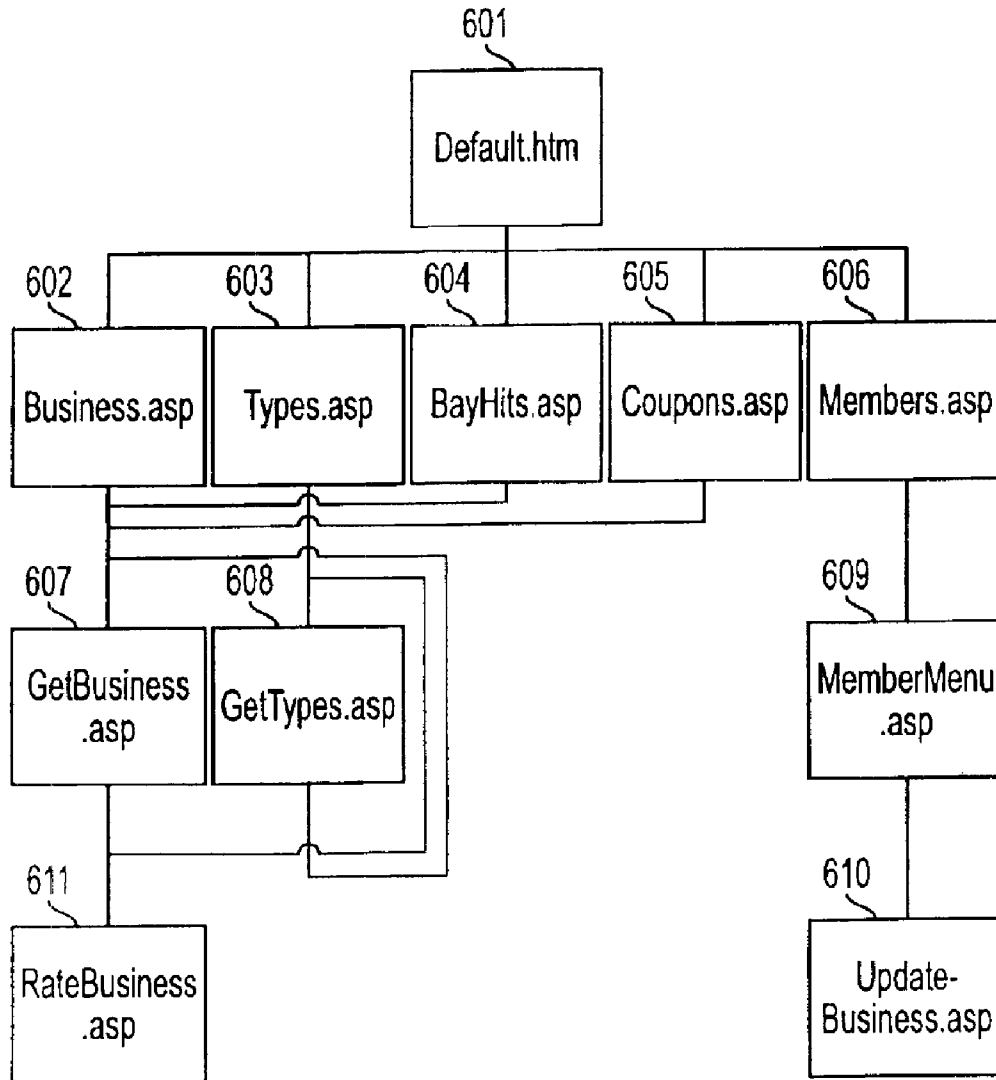 601
Default.htm
602
603
604
605
606
Business.asp
Types.asp
BayHits.asp
Coupons.asp
Members.asp
607
608
609
GetBusiness
.asp
GetTypes.asp
MemberMenu
.asp
611
610
RateBusiness
.asp
Update-
Business.asp